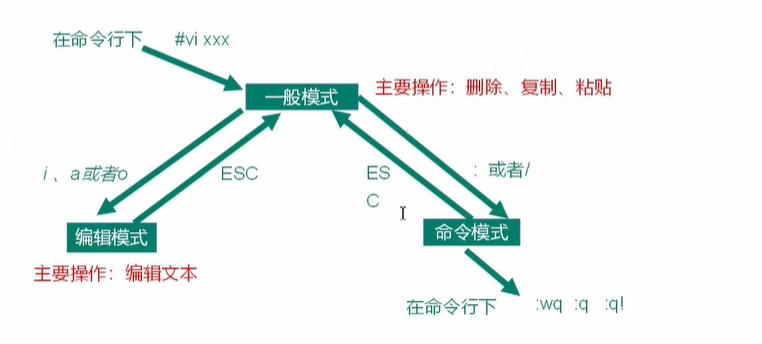 在命令行下 #vi xxx
一般模式
主要操作：删除、复制、粘贴
i 、a或者o
ESC
ES
C
: 或者/
编辑模式
命令模式
主要操作：编辑文本
在命令行下 :wq :q :q!